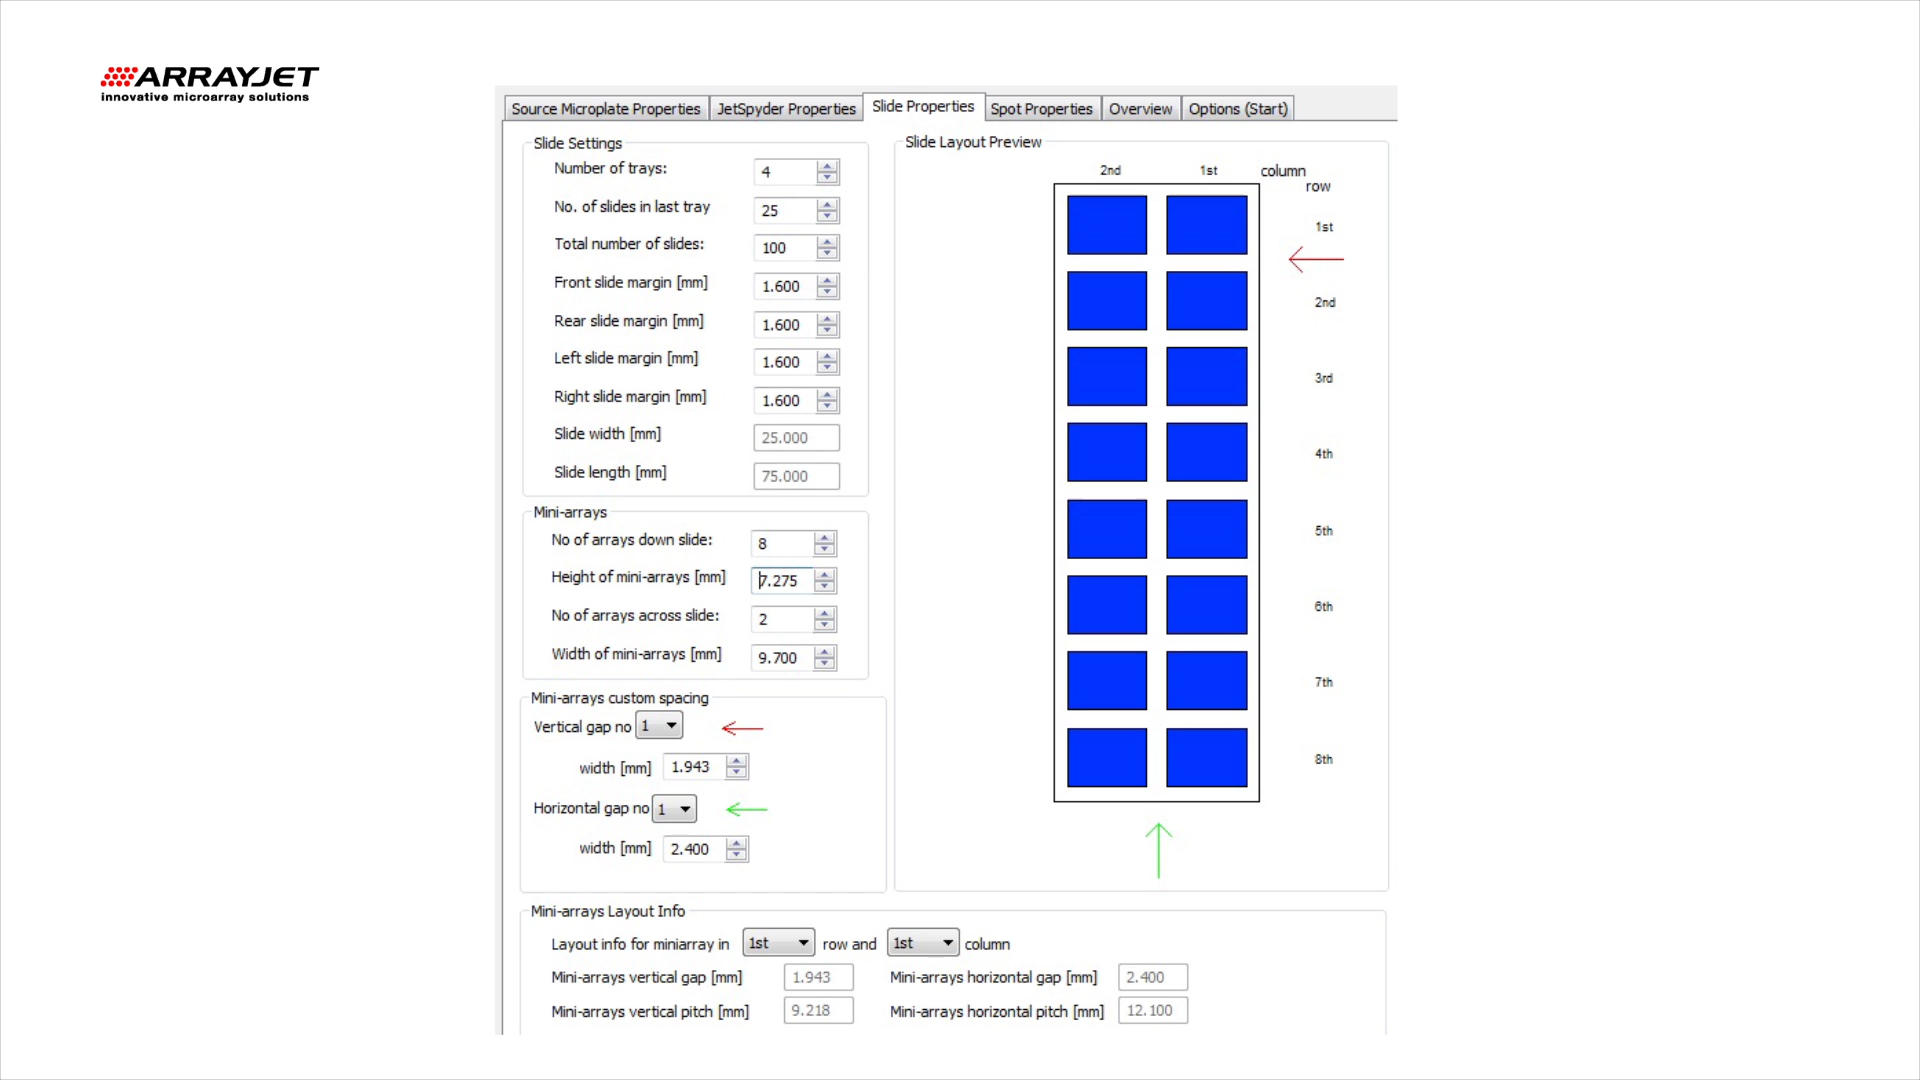 ARRAYJET
innovative microarray solutions
Source Microplate Properties JetSpyder Properties Slide Properties Spot Properties Overview Options (Start)
Slide Settings
Number of trays: 4
No. of slides in last tray 25
Total number of slides: 100
Front slide margin [mm] 1.600
Rear slide margin [mm] 1.600
Left slide margin [mm] 1.600
Right slide margin [mm] 1.600
Slide width [mm] 25.000
Slide length [mm] 75.000
Mini-arrays
No of arrays down slide: 8
Height of mini-arrays [mm] 7.275
No of arrays across slide: 2
Width of mini-arrays [mm] 9.700
Mini-arrays custom spacing
Vertical gap no 1
width [mm] 1.943
Horizontal gap no 1
width [mm] 2.400
Slide Layout Preview
2nd 1st column
row
1st
2nd
3rd
4th
5th
6th
7th
8th
Mini-arrays Layout Info
Layout info for miniarray in 1st row and 1st column
Mini-arrays vertical gap [mm] 1.943 Mini-arrays horizontal gap [mm] 2.400
Mini-arrays vertical pitch [mm] 9.218 Mini-arrays horizontal pitch [mm] 12.100